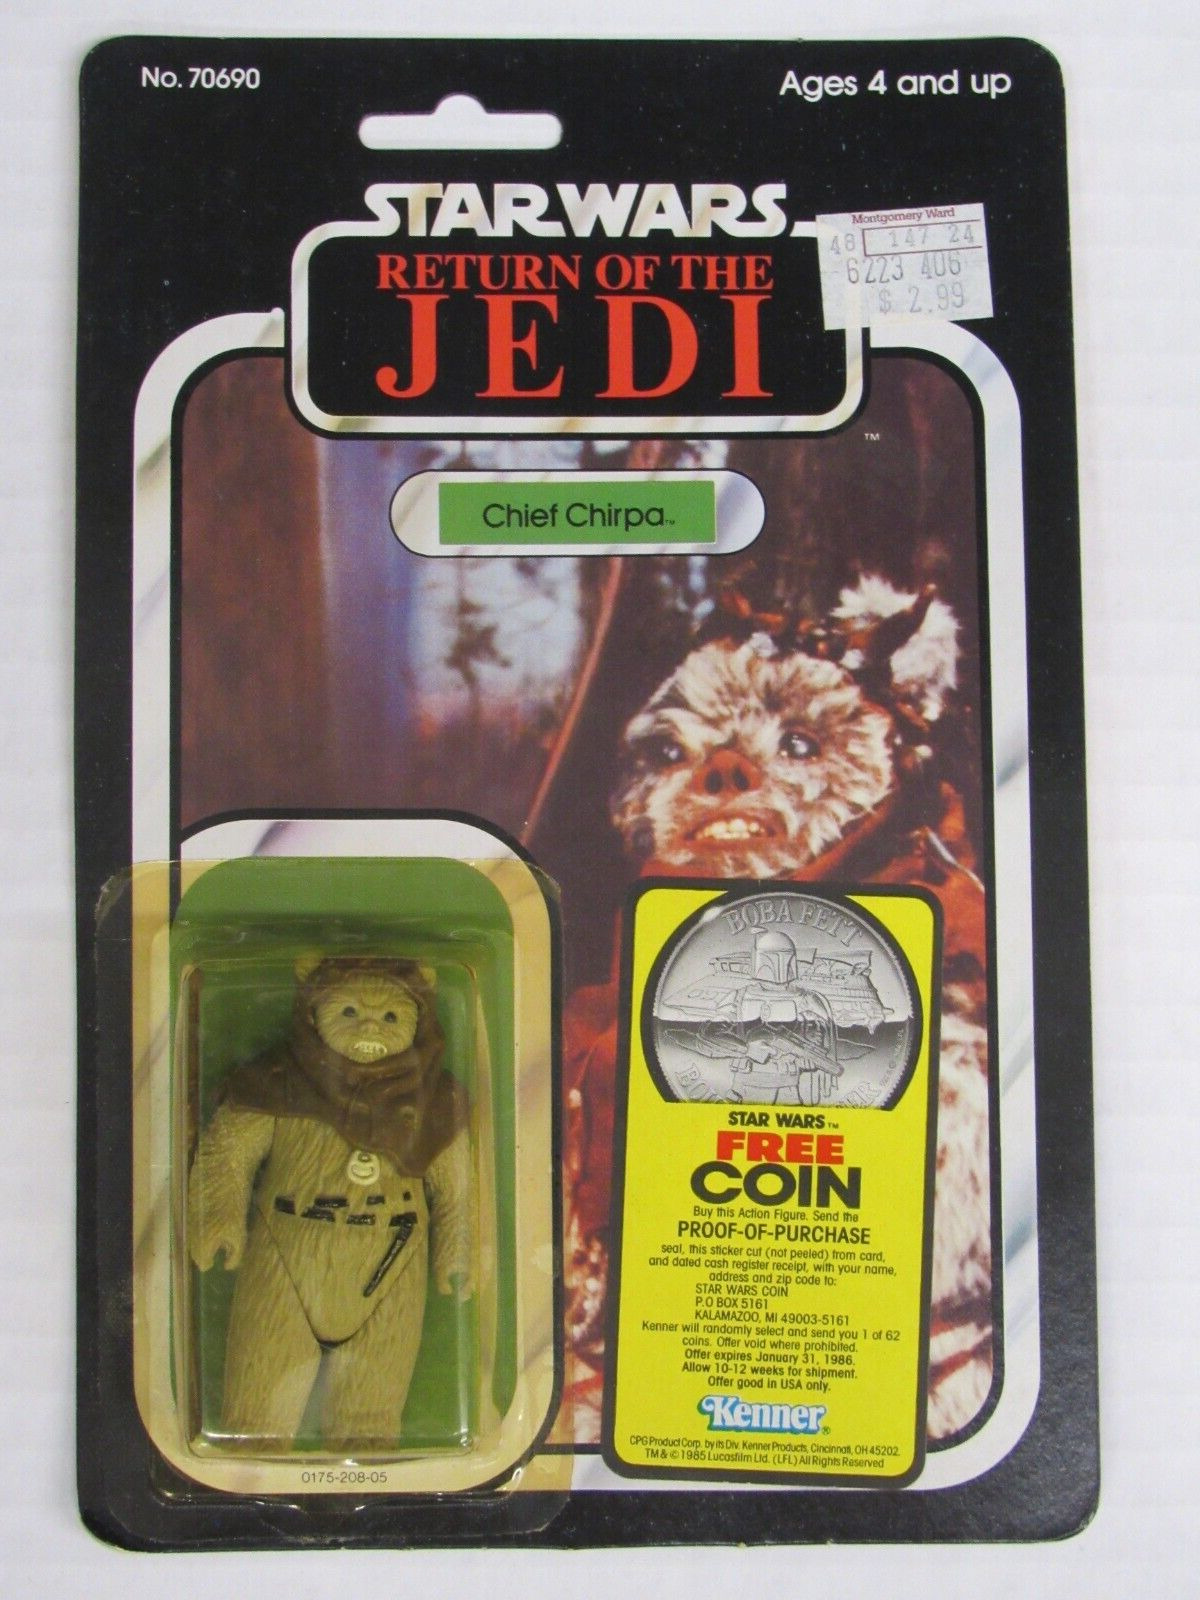 No. 70690
Ages 4 and up
STAR WARS
RETURN OF THE
JEDI
TM
Montgomery Ward
48 147 24
6223 406
$ 2.99
Chief Chirpa TM
BOBA FETT
STAR WARS TM
FREE
COIN
Buy this Action Figure. Send the
PROOF-OF-PURCHASE
seal, this sticker cut (not peeled) from card,
and dated cash register receipt, with your name,
address and zip code to:
STAR WARS COIN
P.O BOX 5161
KALAMAZOO, MI 49003-5161
Kenner will randomly select and send you 1 of 62
coins. Offer void where prohibited.
Offer expires January 31, 1986.
Allow 10-12 weeks for shipment.
Offer good in USA only.
Kenner®
CPG Product Corp. by its Div. Kenner Products, Cincinnati, OH 45202.
TM & © 1985 Lucasfilm Ltd. (LFL) All Rights Reserved
0175-208-05